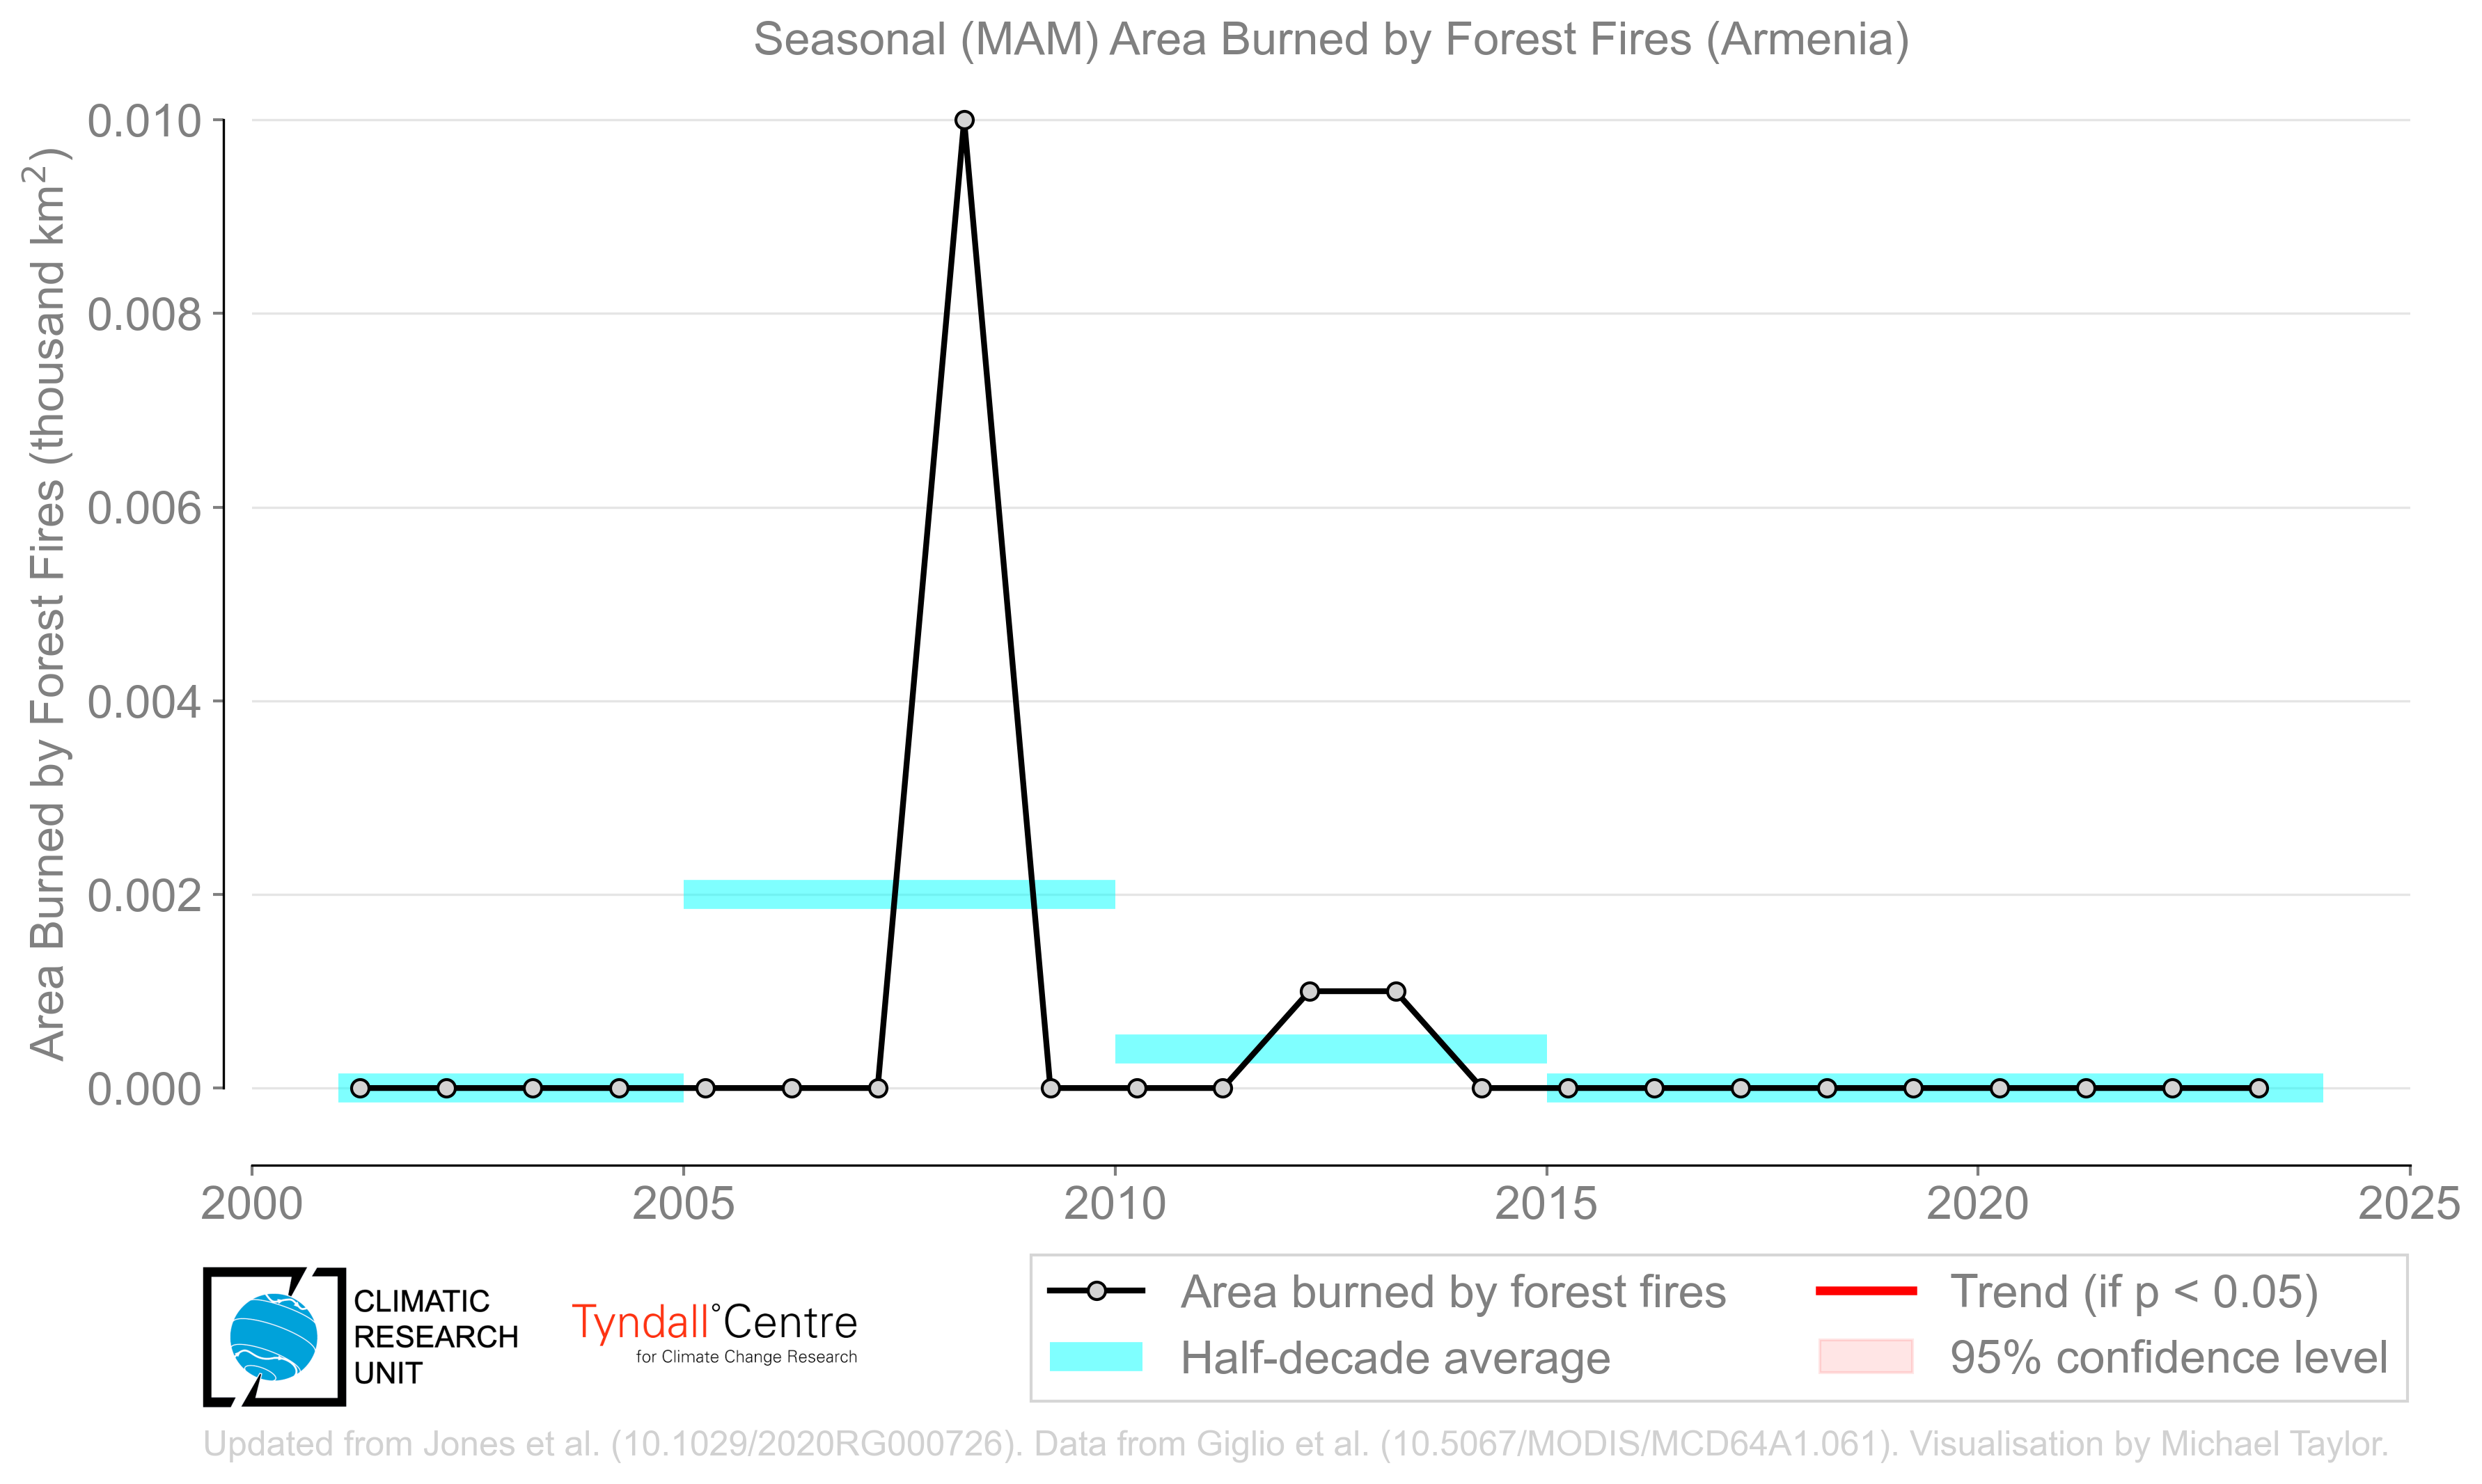 Seasonal (MAM) Area Burned by Forest Fires (Armenia)
Area Burned by Forest Fires (thousand km²)
0.010
0.008
0.006
0.004
0.002
0.000
2000 2005 2010 2015 2020 2025
CLIMATIC
RESEARCH
UNIT
Tyndall°Centre
for Climate Change Research
Area burned by forest fires
Half-decade average
Trend (if p < 0.05)
95% confidence level
Updated from Jones et al. (10.1029/2020RG000726). Data from Giglio et al. (10.5067/MODIS/MCD64A1.061). Visualisation by Michael Taylor.